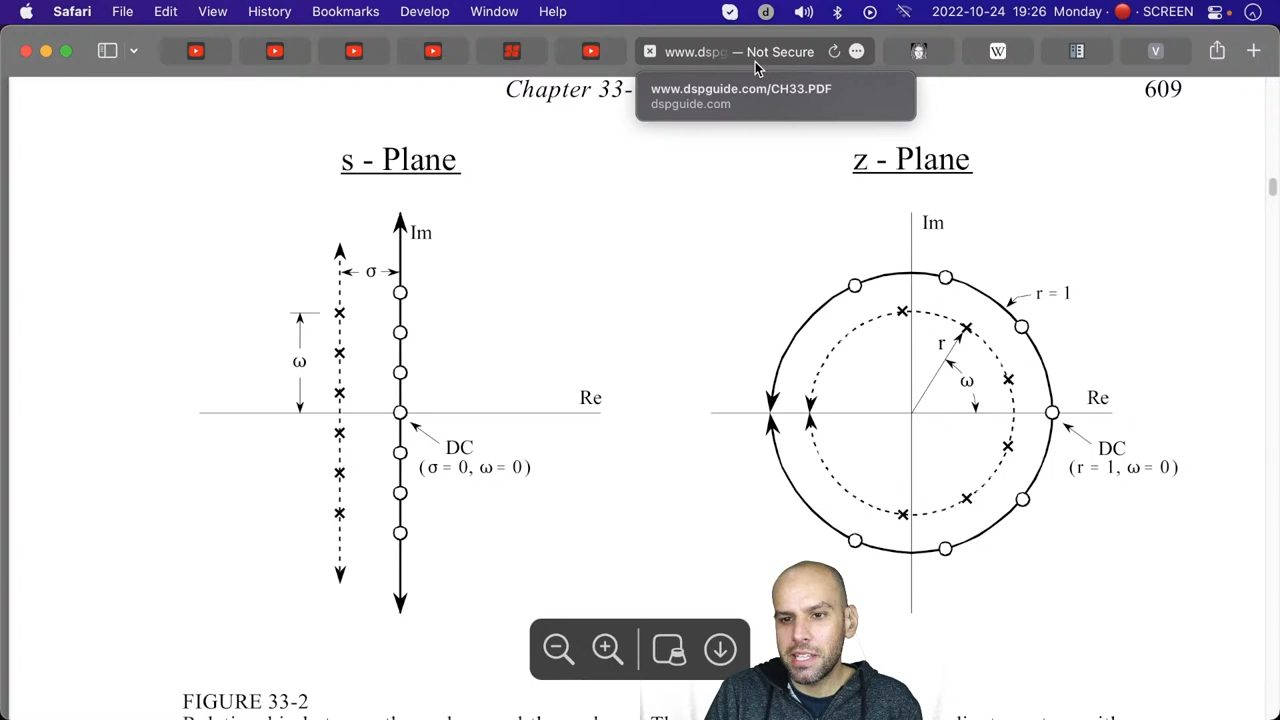 Safari File Edit View History Bookmarks Develop Window Help 2022-10-24 19:26 Monday SCREEN
www.dspg — Not Secure W V
www.dspguide.com/CH33.PDF
dspguide.com
Chapter 33- 609
s - Plane z - Plane
Im Im
σ
r = 1
ω r ω
Re Re
DC DC
(σ = 0, ω = 0) (r = 1, ω = 0)
FIGURE 33-2